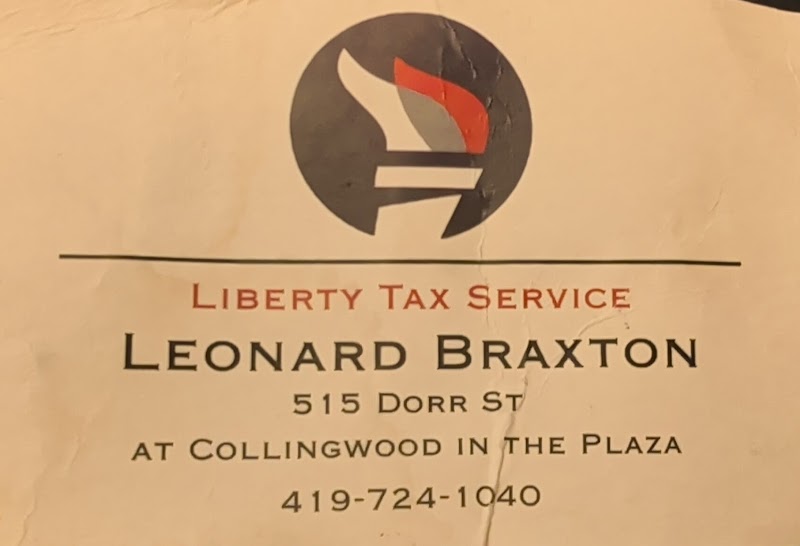 Liberty Tax Service
Leonard Braxton
515 Dorr St
at Collingwood in the Plaza
419-724-1040